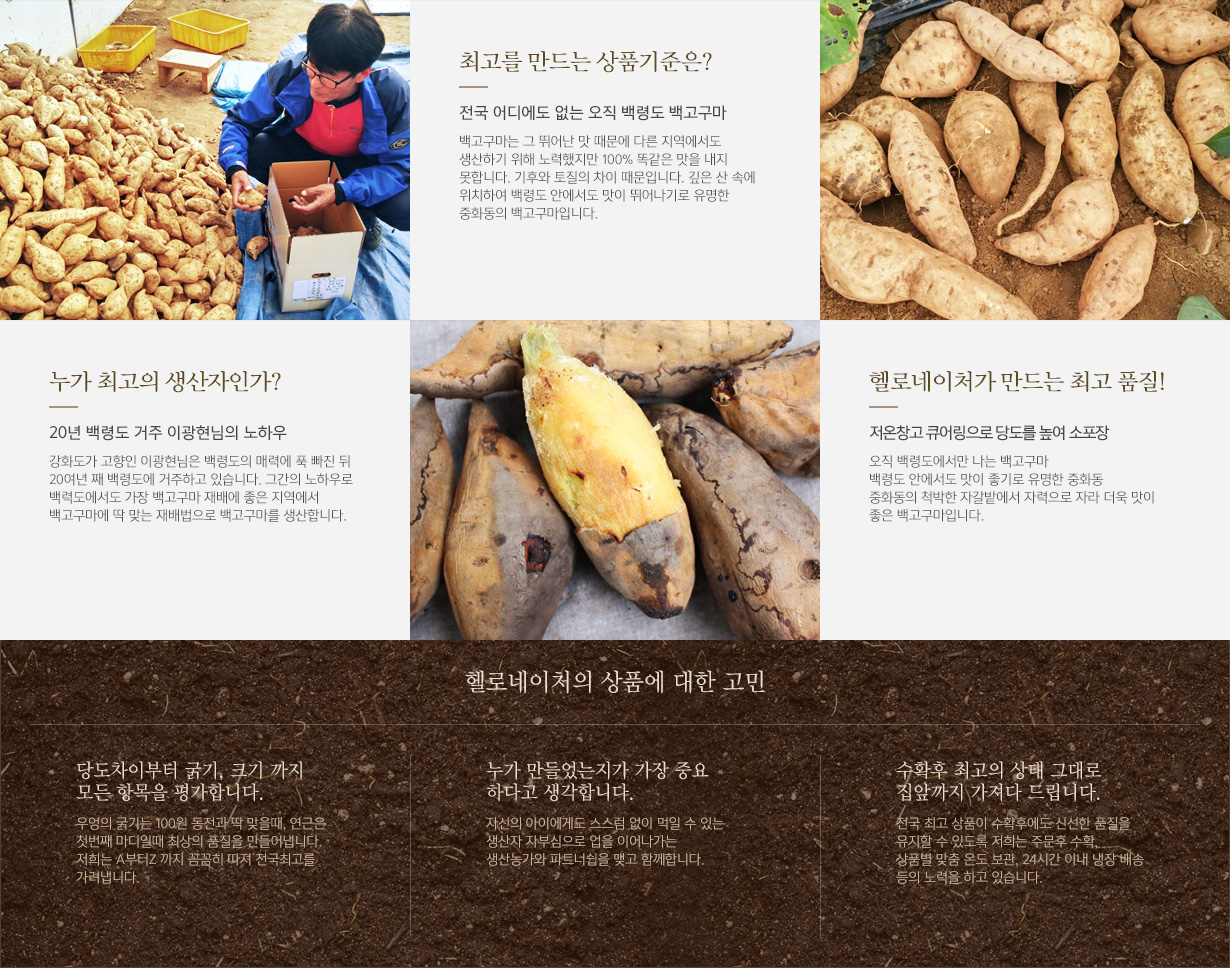 최고를 만드는 상품기준은?
전국 어디에도 없는 오직 백령도 백고구마
백고구마는 그 뛰어난 맛 때문에 다른 지역에서도
생산하기 위해 노력했지만 100% 똑같은 맛을 내지
못합니다. 기후와 토질의 차이 때문입니다. 깊은 산 속에
위치하여 백령도 안에서도 맛이 뛰어나기로 유명한
중화동의 백고구마입니다.
누가 최고의 생산자인가?
20년 백령도 거주 이광현님의 노하우
강화도가 고향인 이광현님은 백령도의 매력에 푹 빠진 뒤
20여년 째 백령도에 거주하고 있습니다. 그간의 노하우로
백력도에서도 가장 백고구마 재배에 좋은 지역에서
백고구마에 딱 맞는 재배법으로 백고구마를 생산합니다.
헬로네이처가 만드는 최고 품질!
저온창고 큐어링으로 당도를 높여 소포장
오직 백령도에서만 나는 백고구마
백령도 안에서도 맛이 좋기로 유명한 중화동
중화동의 척박한 자갈밭에서 자력으로 자라 더욱 맛이
좋은 백고구마입니다.
헬로네이처의 상품에 대한 고민
당도차이부터 굵기, 크기 까지
모든 항목을 평가합니다.
우엉의 굵기는 100원 동전과 딱 맞을때, 연근은
첫번째 마디일때 최상의 품질을 만들어냅니다.
저희는 A부터Z 까지 꼼꼼히 따져 전국최고를
가려냅니다.
누가 만들었는지가 가장 중요
하다고 생각합니다.
자신의 아이에게도 스스럼 없이 먹일 수 있는
생산자 자부심으로 업을 이어나가는
생산농가와 파트너쉽을 맺고 함께합니다.
수확후 최고의 상태 그대로
집앞까지 가져다 드립니다.
전국 최고 상품이 수확후에도 신선한 품질을
유지할 수 있도록 저희는 주문후 수확,
상품별 맞춤 온도 보관, 24시간 이내 냉장 배송
등의 노력을 하고 있습니다.